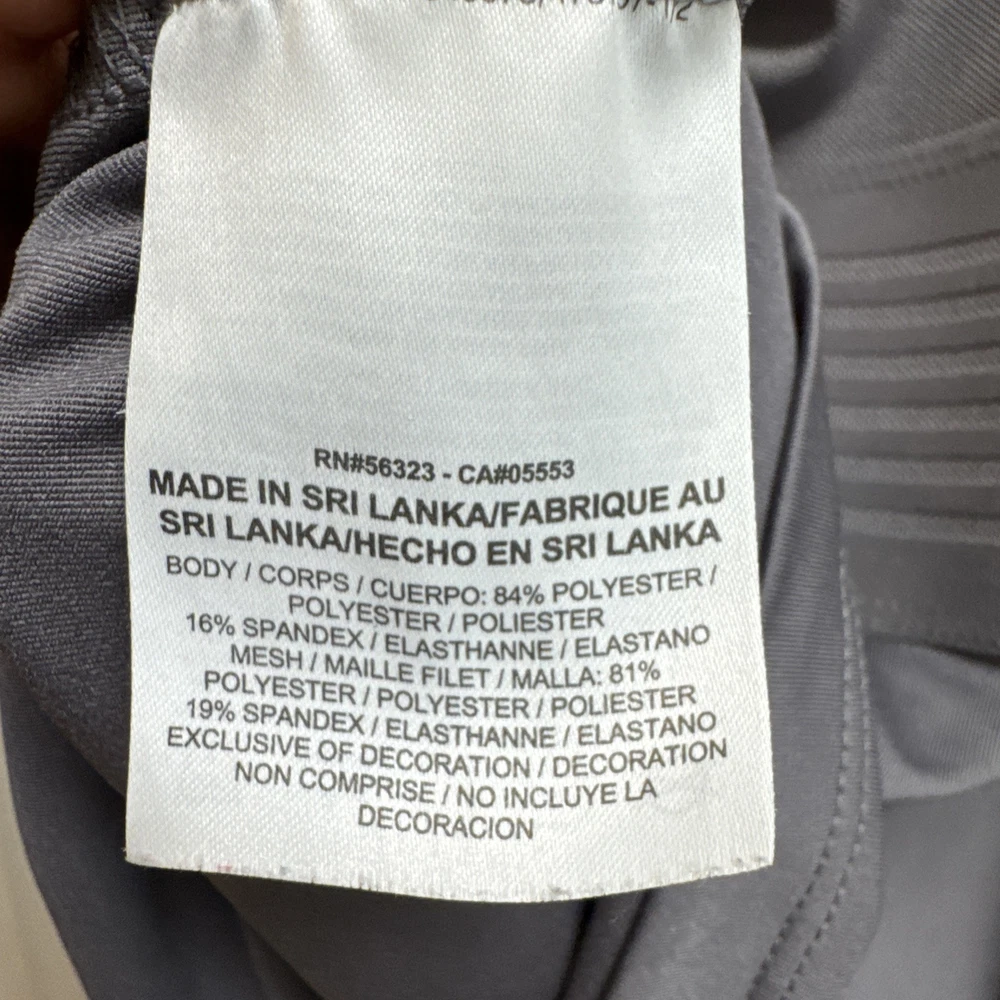 RN#56323 - CA#05553
MADE IN SRI LANKA/FABRIQUE AU
SRI LANKA/HECHO EN SRI LANKA
BODY / CORPS / CUERPO: 84% POLYESTER /
POLYESTER / POLIESTER
16% SPANDEX / ELASTHANNE / ELASTANO
MESH / MAILLE FILET / MALLA: 81%
POLYESTER / POLYESTER / POLIESTER
19% SPANDEX / ELASTHANNE / ELASTANO
EXCLUSIVE OF DECORATION / DECORATION
NON COMPRISE / NO INCLUYE LA
DECORACION